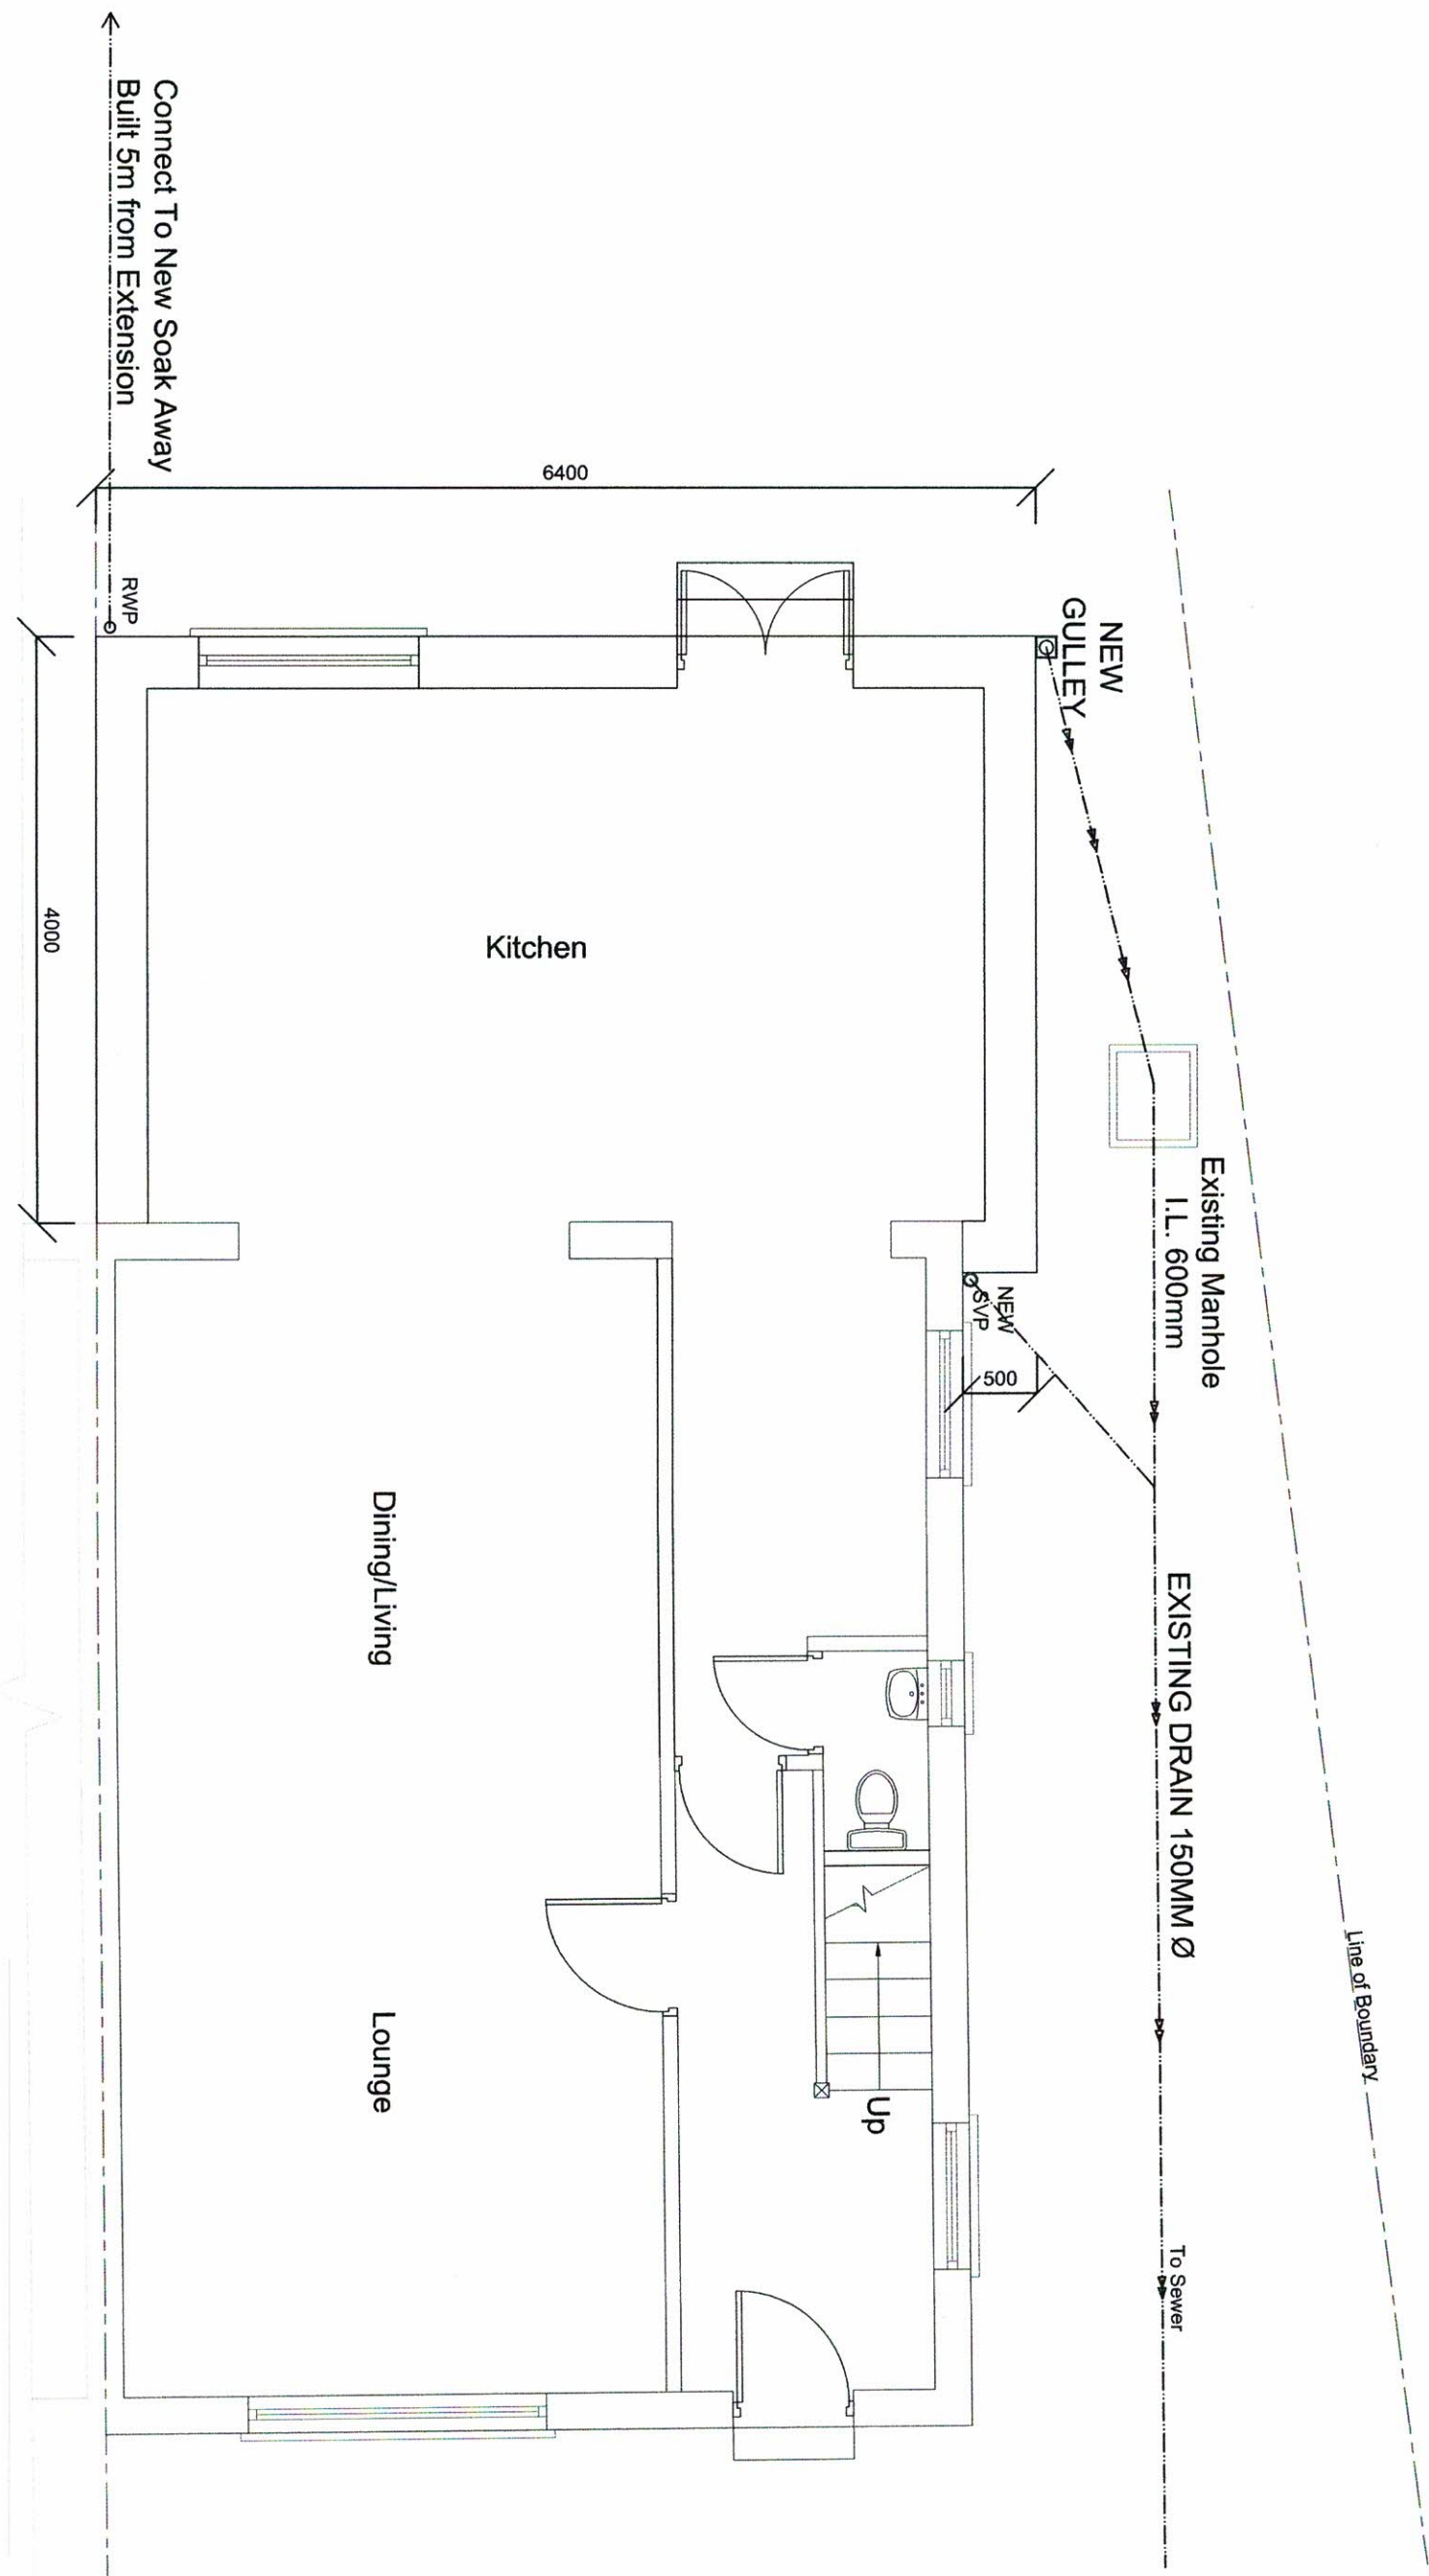 Connect To New Soak Away
Built 5m from Extension
6400
RWP
NEW
GULLEY
4000
Kitchen
Existing Manhole
I.L. 600mm
NEW
SVP
500
Dining/Living
EXISTING DRAIN 150MM Ø
Lounge
Up
Line of Boundary
To Sewer